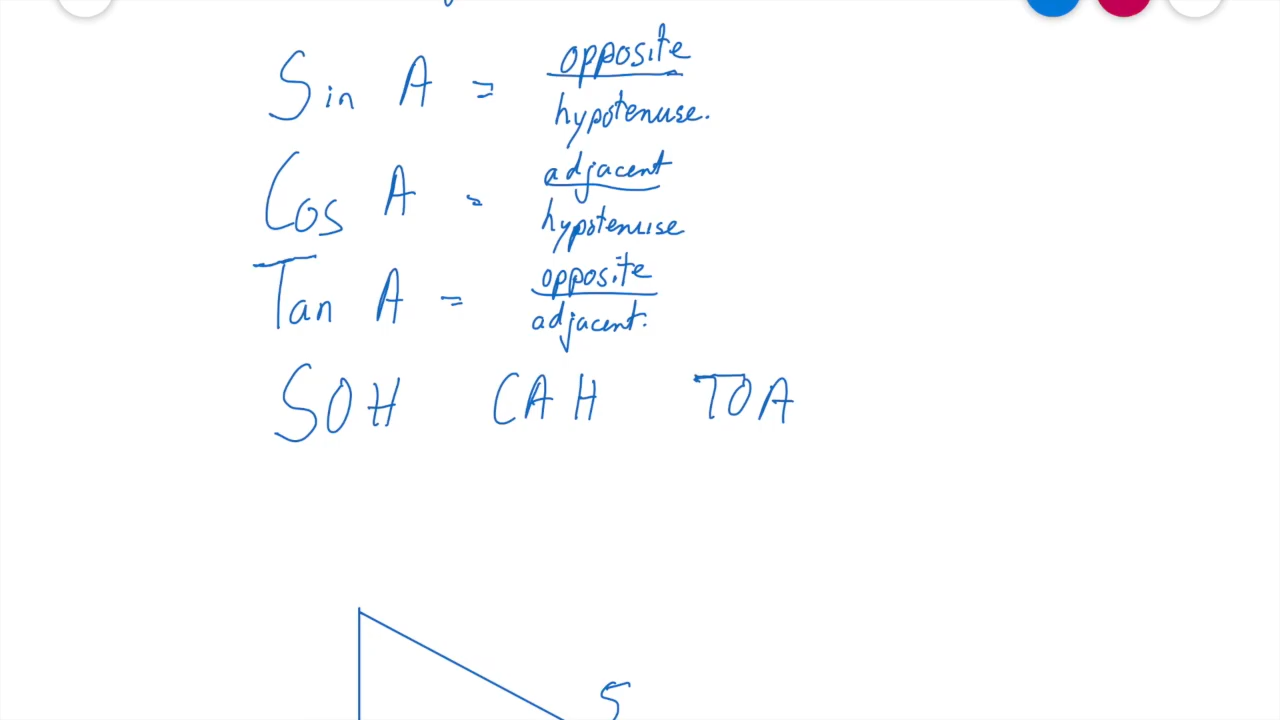 opposite
Sin A =
hypotenuse.
adjacent
Cos A =
hypotenuse
opposite
Tan A =
adjacent.
SOH CAH TOA
5